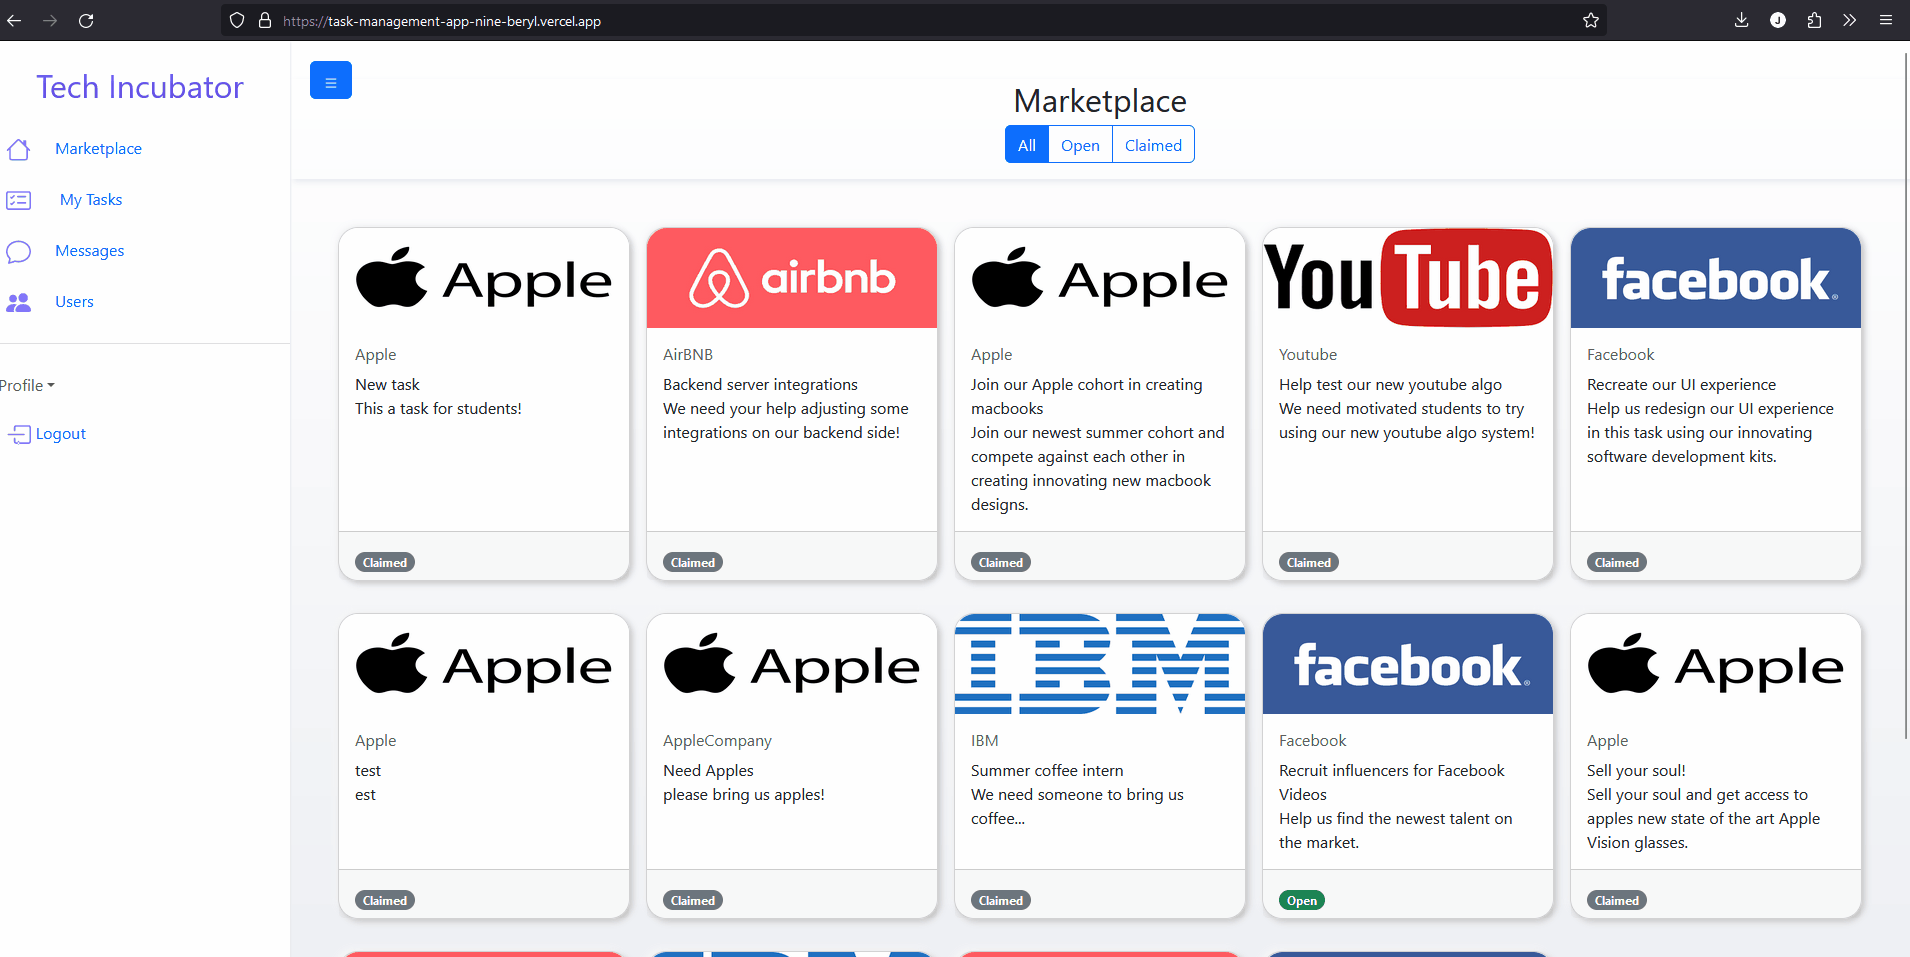 https://task-management-app-nine-beryl.vercel.app
J
Tech Incubator
Marketplace
My Tasks
Messages
Users
Profile
Logout
Marketplace
All
Open
Claimed
Apple
Apple
New task
This a task for students!
Claimed
airbnb
AirBNB
Backend server integrations
We need your help adjusting some
integrations on our backend side!
Claimed
Apple
Apple
Join our Apple cohort in creating
macbooks
Join our newest summer cohort and
compete against each other in
creating innovating new macbook
designs.
Claimed
YouTube
Youtube
Help test our new youtube algo
We need motivated students to try
using our new youtube algo system!
Claimed
facebook®
Facebook
Recreate our UI experience
Help us redesign our UI experience
in this task using our innovating
software development kits.
Claimed
Apple
Apple
test
est
Claimed
Apple
AppleCompany
Need Apples
please bring us apples!
Claimed
IBM
IBM
Summer coffee intern
We need someone to bring us
coffee...
Claimed
facebook®
Facebook
Recruit influencers for Facebook
Videos
Help us find the newest talent on
the market.
Open
Apple
Apple
Sell your soul!
Sell your soul and get access to
apples new state of the art Apple
Vision glasses.
Claimed